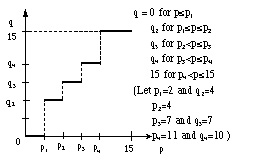 q
15
q₄
q₃
q₂
0
p₁ p₂ p₃ p₄ 15 p
q = 0 for p≤p₁
q₂ for p₁≤p≤p₂
q₃ for p₂<p≤p₃
q₄ for p₃<p≤p₄
15 for p₄<p≤15
(Let p₁=2 and q₂=4
p₂=4
p₃=7 and q₃=7
p₄=11 and q₄=10 )